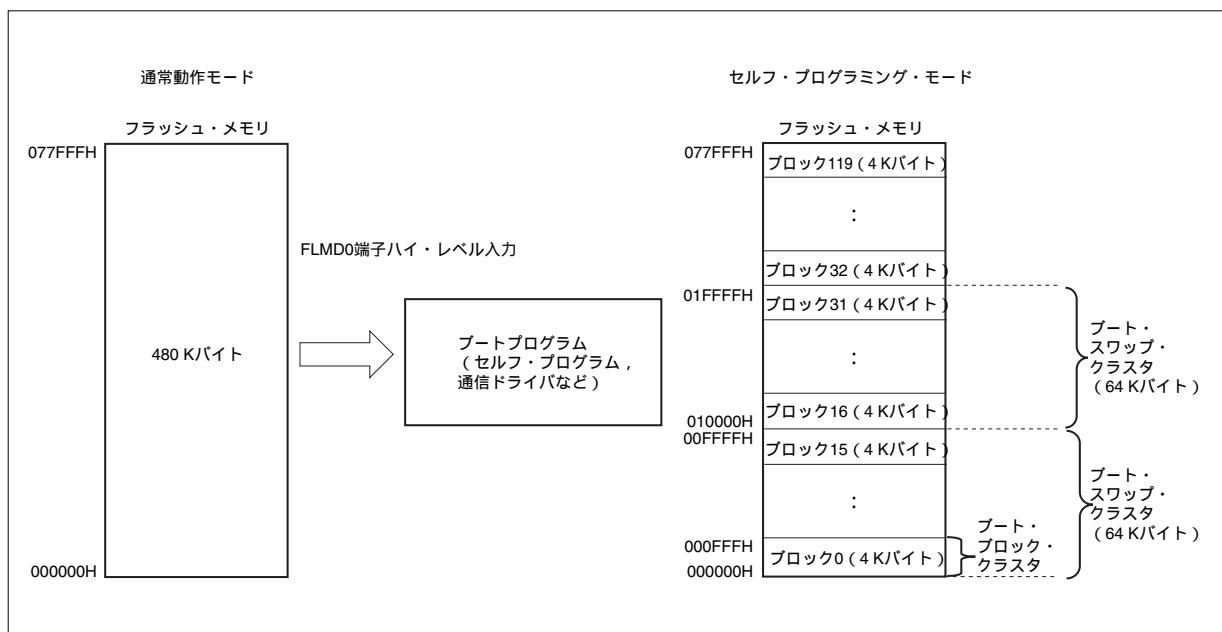 通常動作モード
フラッシュ・メモリ
077FFFH
480 Kバイト
000000H
FLMD0端子ハイ・レベル入力
ブートプログラム
（セルフ・プログラム，
通信ドライバなど）
セルフ・プログラミング・モード
フラッシュ・メモリ
077FFFH
ブロック119（4 Kバイト）
：
ブロック32（4 Kバイト）
01FFFFH
ブロック31（4 Kバイト）
：
ブロック16（4 Kバイト）
010000H
00FFFFH
ブロック15（4 Kバイト）
：
000FFFH
ブロック0（4 Kバイト）
000000H
ブート・
スワップ・
クラスタ
（64 Kバイト）
ブート・
スワップ・
クラスタ
（64 Kバイト）
ブート・
ブロック・
クラスタ